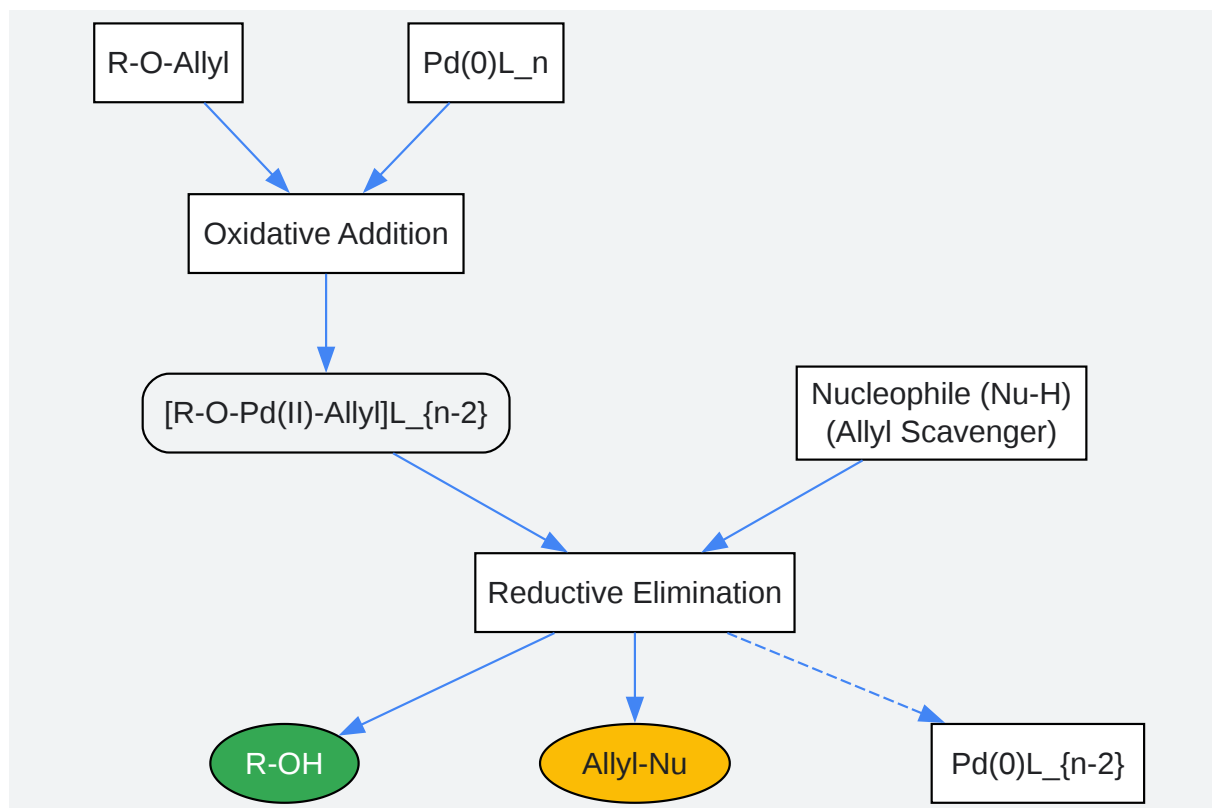 R-O-Allyl
Pd(0)L_n
Oxidative Addition
[R-O-Pd(II)-Allyl]L_{n-2}
Nucleophile (Nu-H)
(Allyl Scavenger)
Reductive Elimination
R-OH
Allyl-Nu
Pd(0)L_{n-2}